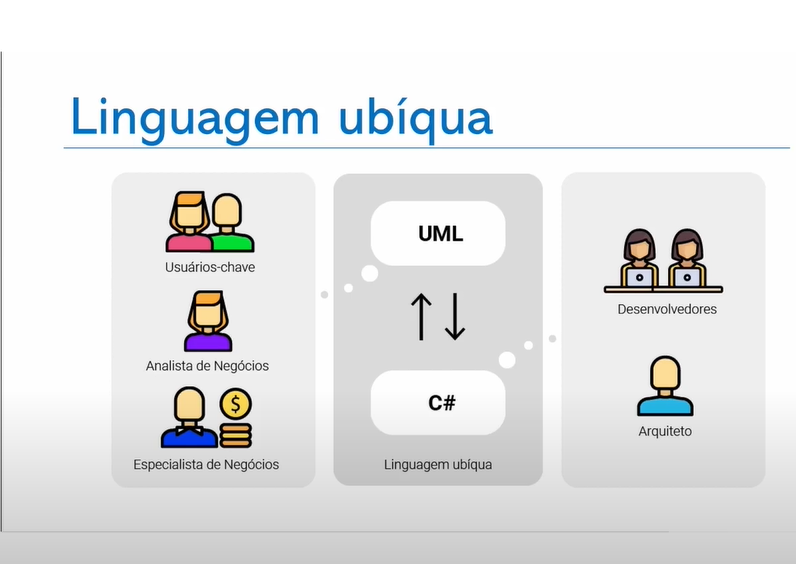 Linguagem ubíqua
Usuários-chave
Analista de Negócios
$
Especialista de Negócios
UML
C#
Linguagem ubíqua
Desenvolvedores
Arquiteto